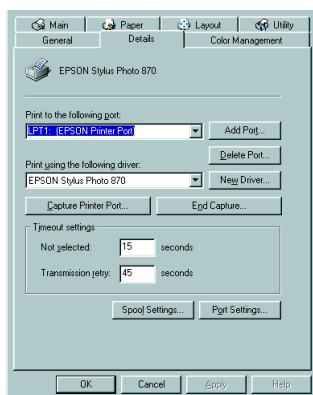 Main Paper Layout Utility
General Details Color Management
EPSON Stylus Photo 870
Print to the following port:
LPT1: (EPSON Printer Port) Add Port...
Delete Port...
Print using the following driver:
EPSON Stylus Photo 870 New Driver...
Capture Printer Port... End Capture...
Timeout settings
Not selected: 15 seconds
Transmission retry: 45 seconds
Spool Settings... Port Settings...
OK Cancel Apply Help